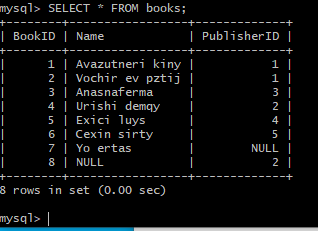 mysql> SELECT * FROM books;
+--------+------------------+-------------+
| BookID | Name             | PublisherID |
+--------+------------------+-------------+
|      1 | Avazutneri kiny  |           1 |
|      2 | Vochir ev pztij  |           1 |
|      3 | Anasnaferma      |           3 |
|      4 | Urishi demqy     |           2 |
|      5 | Exici luys       |           4 |
|      6 | Cexin sirty      |           5 |
|      7 | Yo ertas         |        NULL |
|      8 | NULL             |           2 |
+--------+------------------+-------------+
8 rows in set (0.00 sec)
mysql>